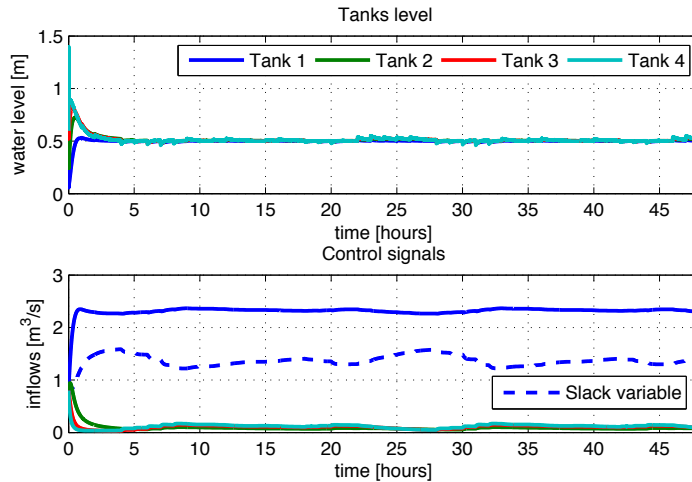 Tanks level
water level [m]
1.5
1
0.5
0
Tank 1 Tank 2 Tank 3 Tank 4
0 5 10 15 20 25 30 35 40 45
time [hours]
Control signals
inflows [m³/s]
3
2
1
0
Slack variable
0 5 10 15 20 25 30 35 40 45
time [hours]